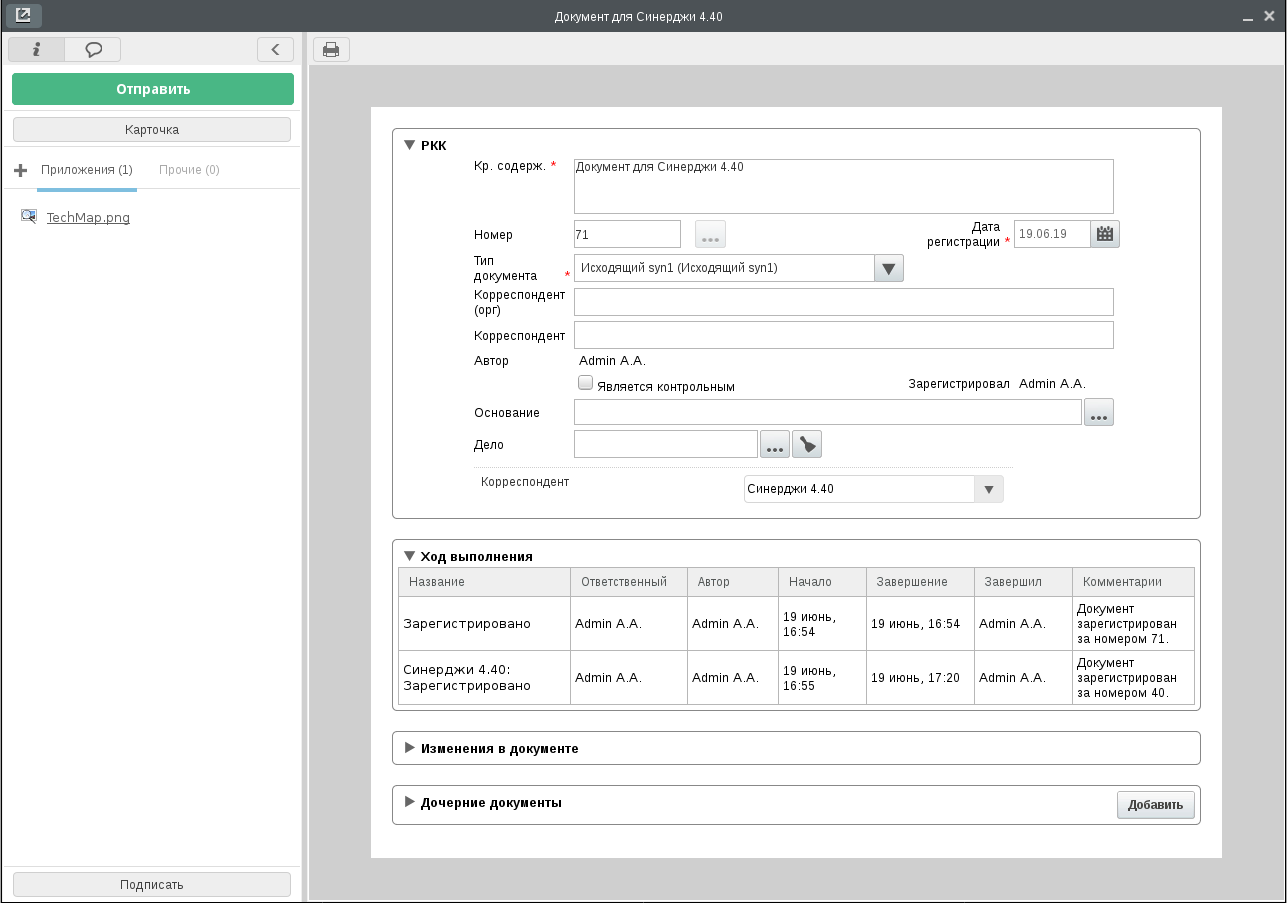 Документ для Синерджи 4.40
Отправить
Карточка
Приложения (1) Прочие (0)
TechMap.png
Подписать
РКК
Кр. содерж. * Документ для Синерджи 4.40
Номер 71 ... Дата
регистрации * 19.06.19
Тип
документа * Исходящий syn1 (Исходящий syn1)
Корреспондент
(орг)
Корреспондент
Автор Admin A.A.
Является контрольным Зарегистрировал Admin A.A.
Основание ...
Дело ...
Корреспондент Синерджи 4.40
Ход выполнения
Название Ответственный Автор Начало Завершение Завершил Комментарии
Зарегистрировано Admin A.A. Admin A.A. 19 июнь,
16:54 19 июнь, 16:54 Admin A.A. Документ
зарегистрирован
за номером 71.
Синерджи 4.40:
Зарегистрировано Admin A.A. Admin A.A. 19 июнь,
16:55 19 июнь, 17:20 Admin A.A. Документ
зарегистрирован
за номером 40.
Изменения в документе
Дочерние документы Добавить